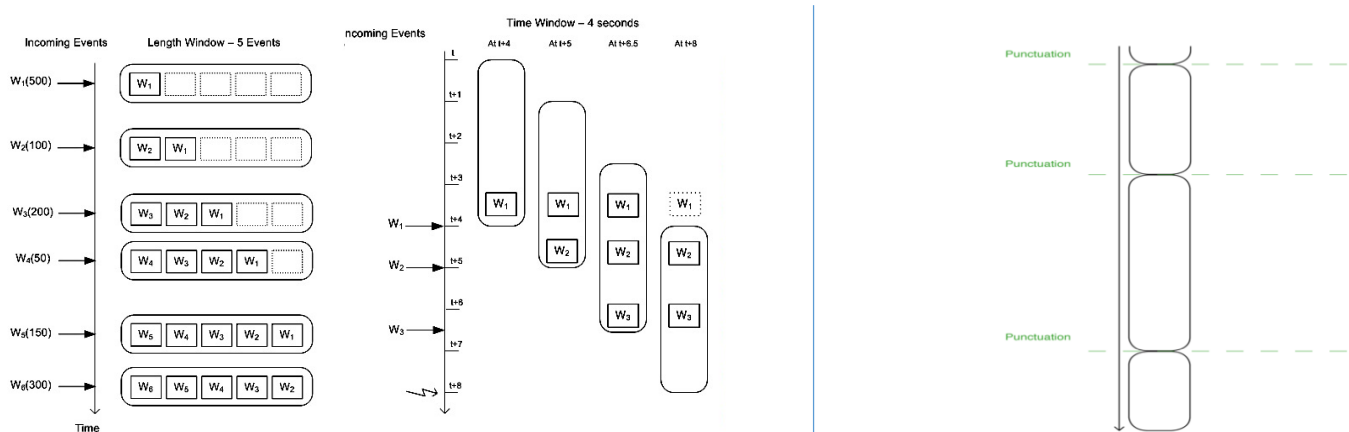 Incoming Events
Length Window – 5 Events
W1(500)
W1
W2(100)
W2 W1
W3(200)
W3 W2 W1
W4(50)
W4 W3 W2 W1
W5(150)
W5 W4 W3 W2 W1
W6(300)
W6 W5 W4 W3 W2
Time
Time Window – 4 seconds
ncoming Events
At t+4 At t+5 At t+6.5 At t+8
t
t+1
t+2
t+3
W1 W1 W1 W1
W1
t+4
W2 W2 W2
W2
t+5
t+6
W3 W3
W3
t+7
t+8
Punctuation
Punctuation
Punctuation